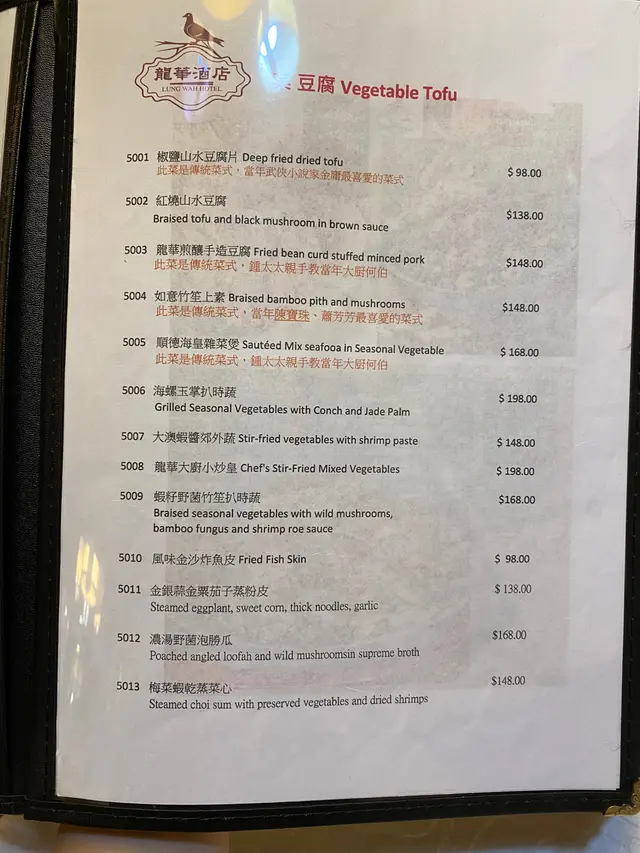 龍華酒店
LUNG WAH HOTEL
豆腐 Vegetable Tofu
5001 椒鹽山水豆腐片 Deep fried dried tofu $ 98.00
此菜是傳統菜式，當年武俠小說家金庸最喜愛的菜式
5002 紅燒山水豆腐 $138.00
Braised tofu and black mushroom in brown sauce
5003 龍華煎釀手造豆腐 Fried bean curd stuffed minced pork $148.00
此菜是傳統菜式，鍾太太親手教當年大厨何伯
5004 如意竹笙上素 Braised bamboo pith and mushrooms $148.00
此菜是傳統菜式，當年陳寶珠、蕭芳芳最喜愛的菜式
5005 順德海皇雜菜煲 Sautéed Mix seafooa in Seasonal Vegetable $ 168.00
此菜是傳統菜式，鍾太太親手教當年大厨何伯
5006 海螺玉掌扒時蔬 $ 198.00
Grilled Seasonal Vegetables with Conch and Jade Palm
5007 大澳蝦醬郊外蔬 Stir-fried vegetables with shrimp paste $ 148.00
5008 龍華大廚小炒皇 Chef's Stir-Fried Mixed Vegetables $ 198.00
5009 蝦籽野菌竹笙扒時蔬 $168.00
Braised seasonal vegetables with wild mushrooms,
bamboo fungus and shrimp roe sauce
5010 風味金沙炸魚皮 Fried Fish Skin $ 98.00
5011 金銀蒜金粟茄子蒸粉皮 $ 138.00
Steamed eggplant, sweet corn, thick noodles, garlic
5012 濃湯野菌泡勝瓜 $168.00
Poached angled loofah and wild mushroomsin supreme broth
5013 梅菜蝦乾蒸菜心 $148.00
Steamed choi sum with preserved vegetables and dried shrimps